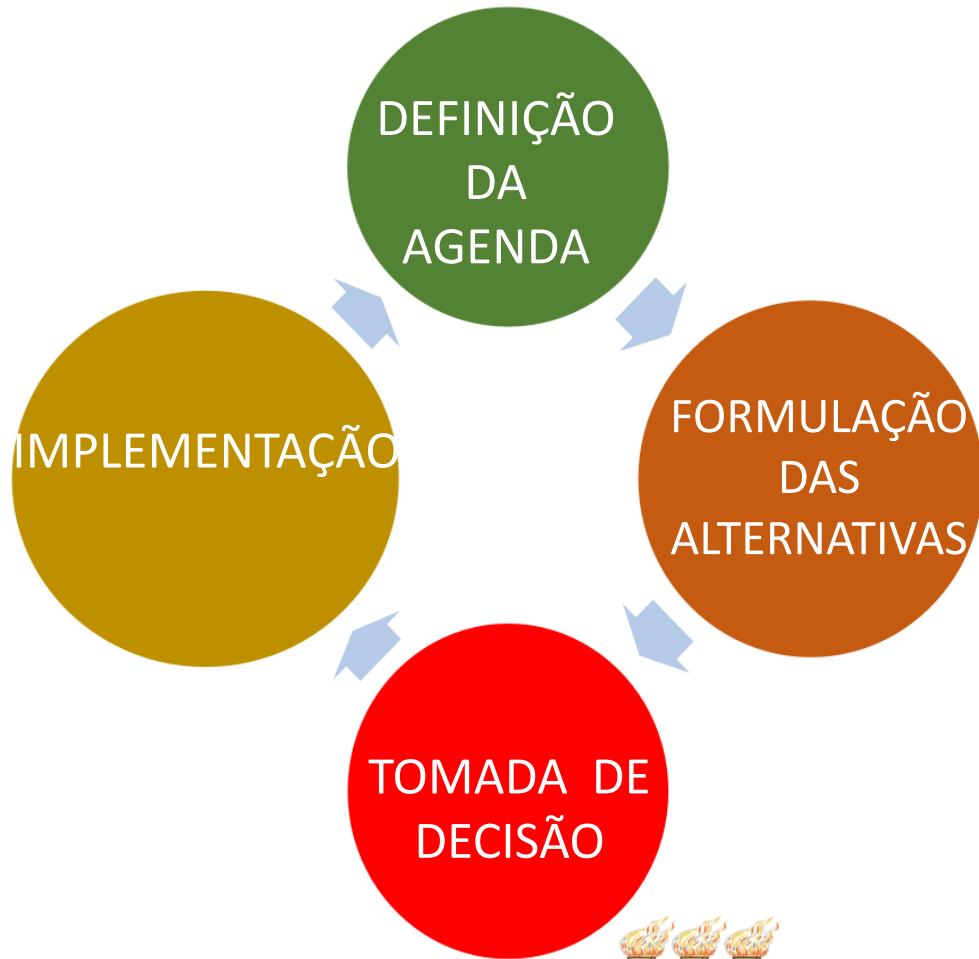 DEFINIÇÃO
DA
AGENDA
FORMULAÇÃO
DAS
ALTERNATIVAS
TOMADA DE
DECISÃO
IMPLEMENTAÇÃO